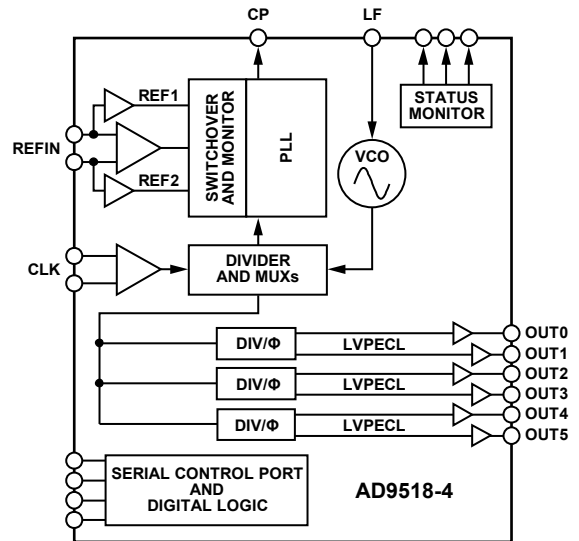 CP
LF
REF1
STATUS
MONITOR
REFIN
SWITCHOVER
AND MONITOR
PLL
VCO
REF2
CLK
DIVIDER
AND MUXs
DIV/Φ
LVPECL
OUT0
OUT1
DIV/Φ
LVPECL
OUT2
OUT3
DIV/Φ
LVPECL
OUT4
OUT5
SERIAL CONTROL PORT
AND
DIGITAL LOGIC
AD9518-4